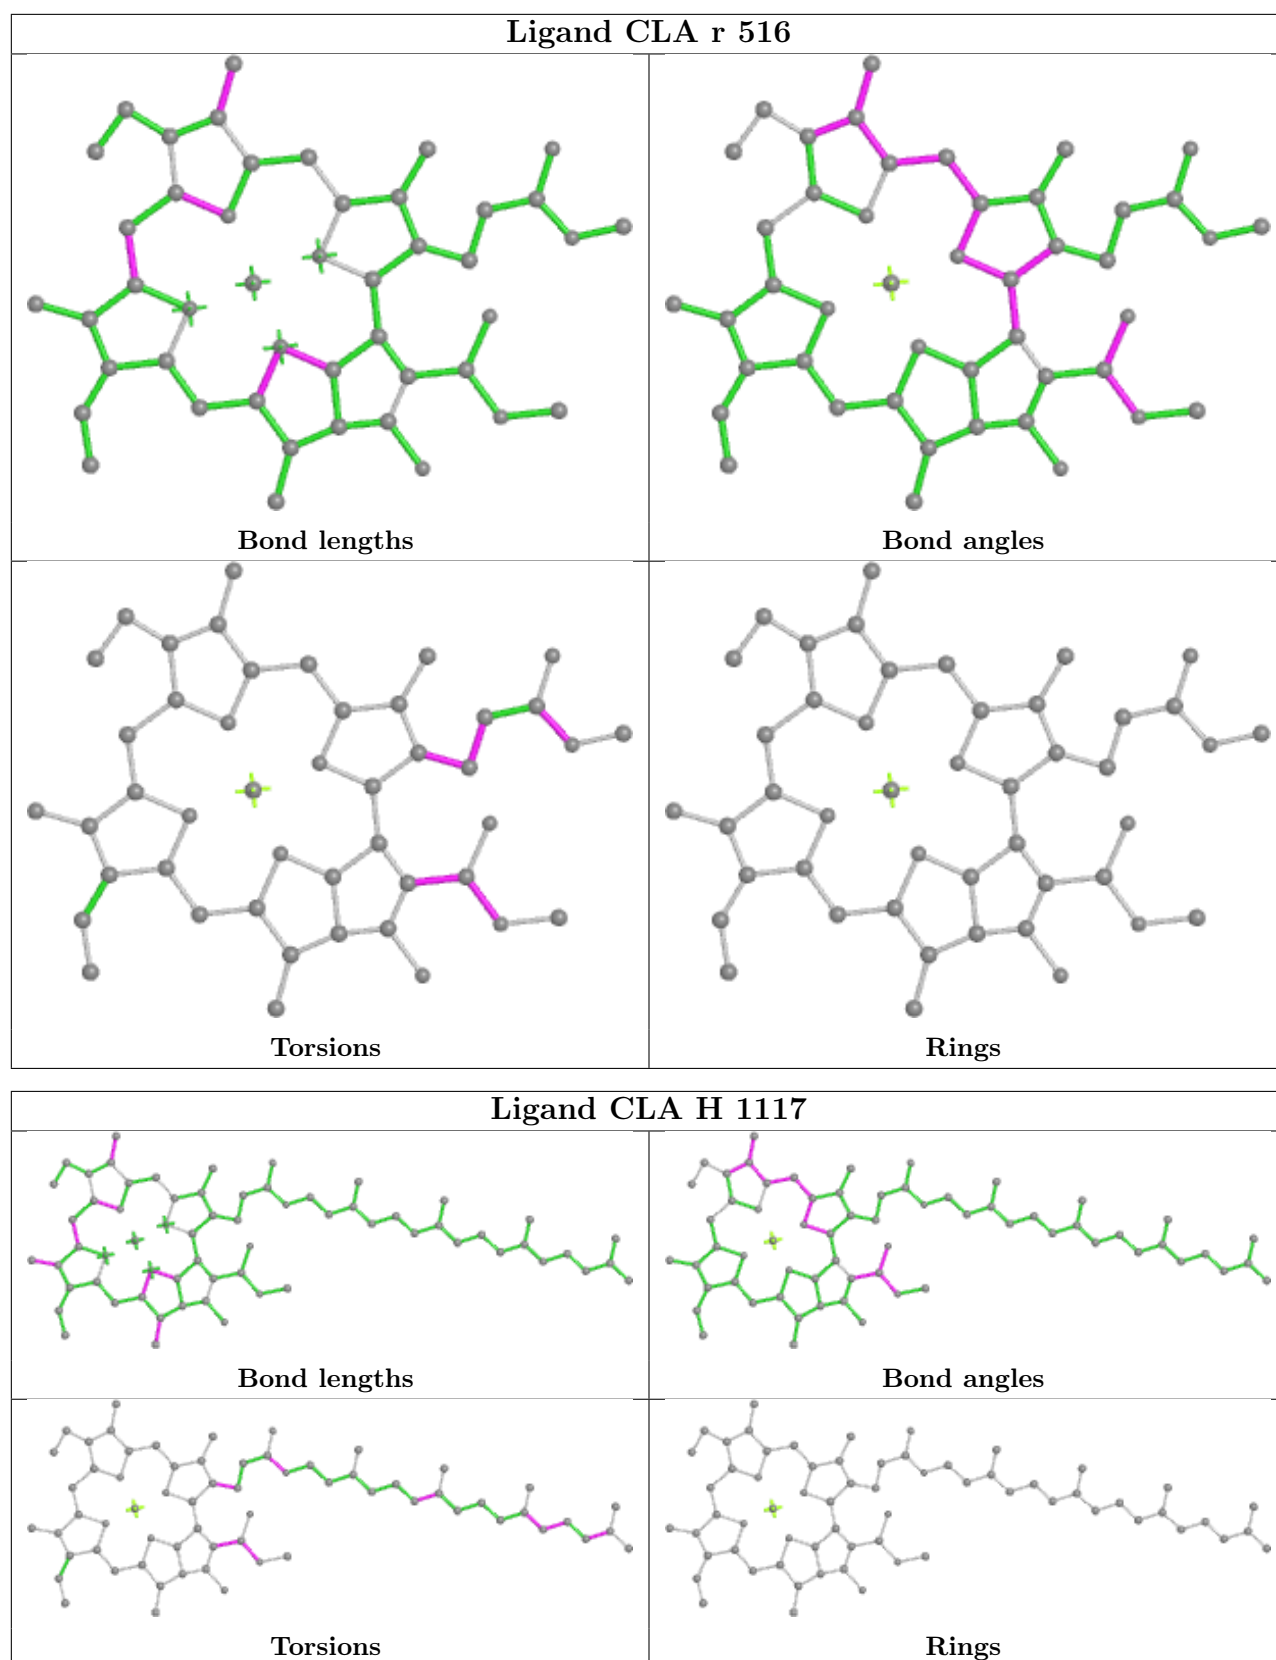 Ligand CLA r 516
Bond lengths
Bond angles
Torsions
Rings
Ligand CLA H 1117
Bond lengths
Bond angles
Torsions
Rings